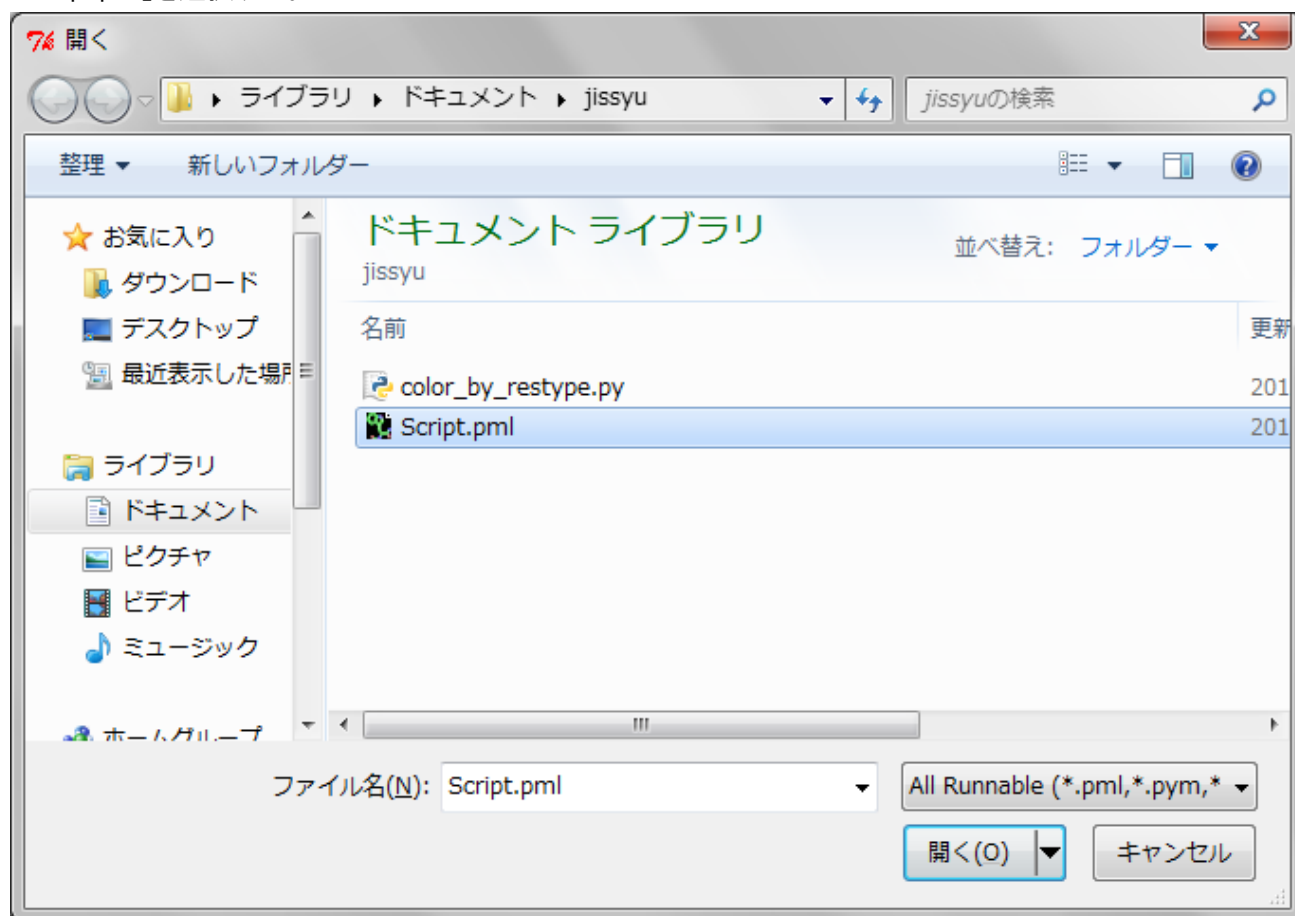 開く
ライブラリ ▸ ドキュメント ▸ jissyu
jissyuの検索
整理 ▼ 新しいフォルダー
お気に入り
ダウンロード
デスクトップ
最近表示した場
ライブラリ
ドキュメント
ピクチャ
ビデオ
ミュージック
ホームグループ
ドキュメント ライブラリ
jissyu
並べ替え: フォルダー ▼
名前 更新
color_by_restype.py 201
Script.pml 201
ファイル名(N): Script.pml
All Runnable (*.pml,*.pym,*
開く(O) キャンセル